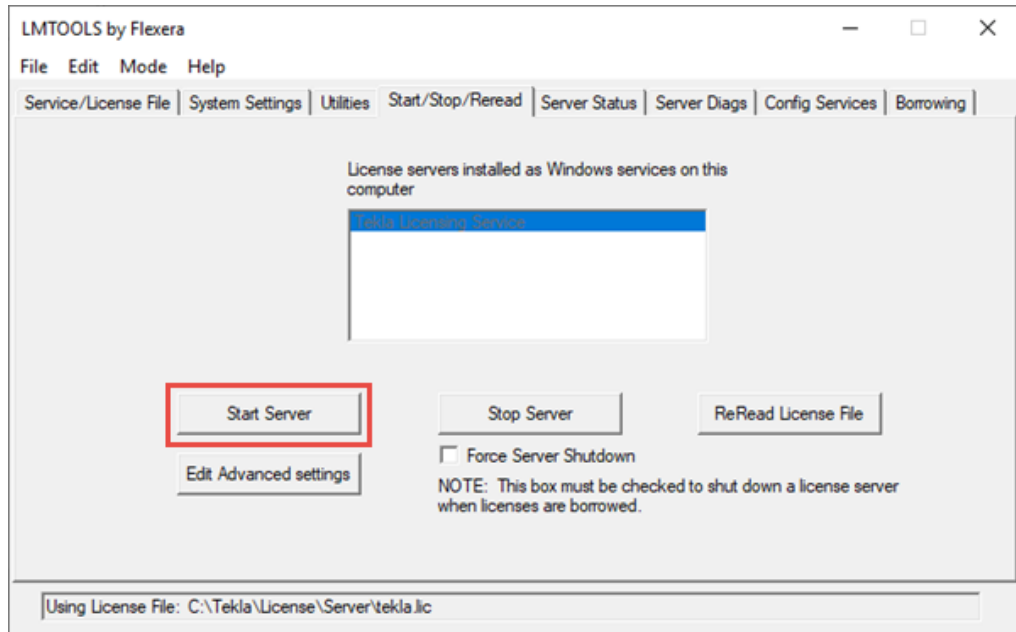 LMTOOLS by Flexera
File Edit Mode Help
Service/License File System Settings Utilities Start/Stop/Reread Server Status Server Diags Config Services Borrowing
License servers installed as Windows services on this
computer
Tekla Licensing Service
Start Server Stop Server ReRead License File
Force Server Shutdown
Edit Advanced settings
NOTE: This box must be checked to shut down a license server
when licenses are borrowed.
Using License File: C:\Tekla\License\Server\tekla.lic